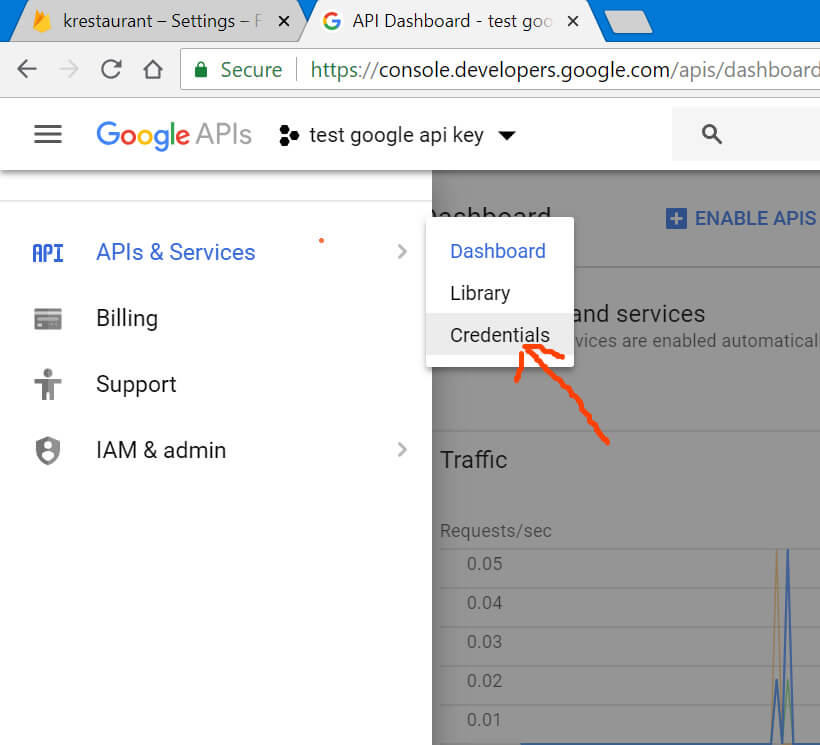 krestaurant – Settings – F
API Dashboard - test goo
Secure
https://console.developers.google.com/apis/dashboard
Google APIs
test google api key
Dashboard
ENABLE APIS
API APIs & Services
Dashboard
Library
Credentials
and services
vices are enabled automatical
Billing
Support
IAM & admin
Traffic
Requests/sec
0.05
0.04
0.03
0.02
0.01